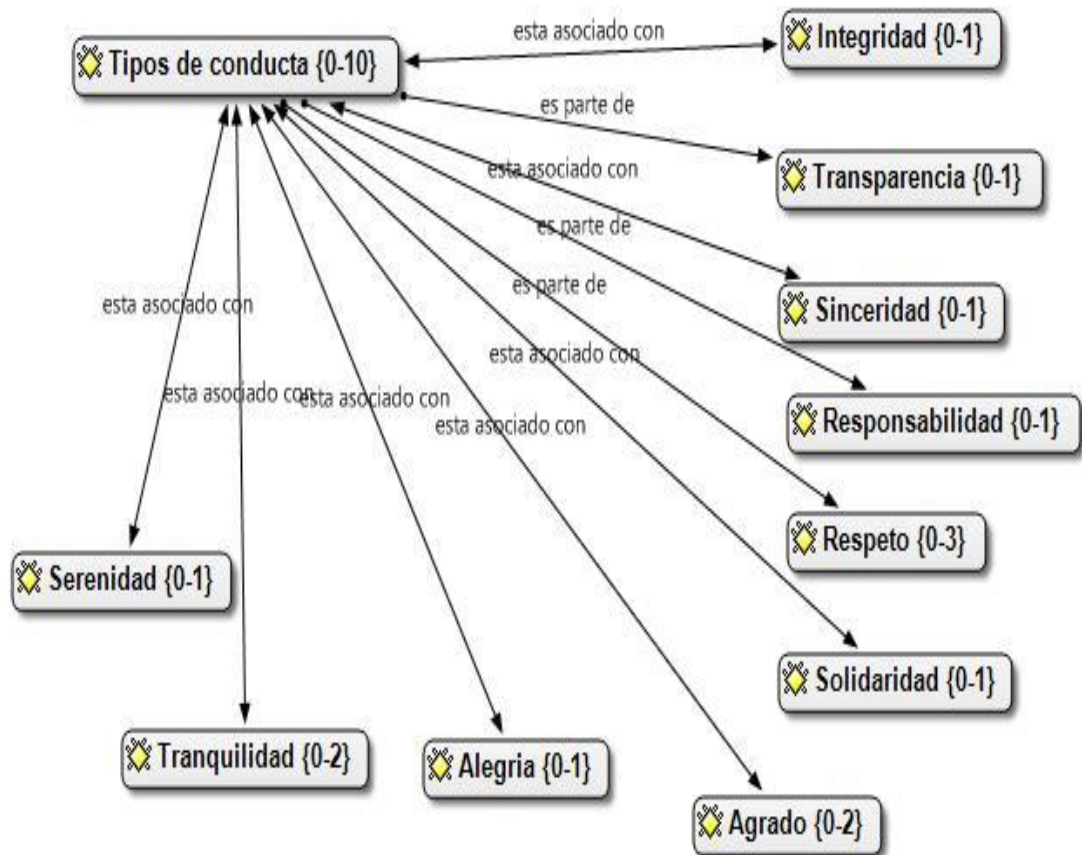 Tipos de conducta {0-10}
esta asociado con
Integridad {0-1}
es parte de
Transparencia {0-1}
esta asociado con
Sinceridad {0-1}
es parte de
Responsabilidad {0-1}
es parte de
Respeto {0-3}
esta asociado con
Solidaridad {0-1}
esta asociado con
Serenidad {0-1}
esta asociado con
Tranquilidad {0-2}
esta asociado con
Alegria {0-1}
esta asociado con
Agrado {0-2}